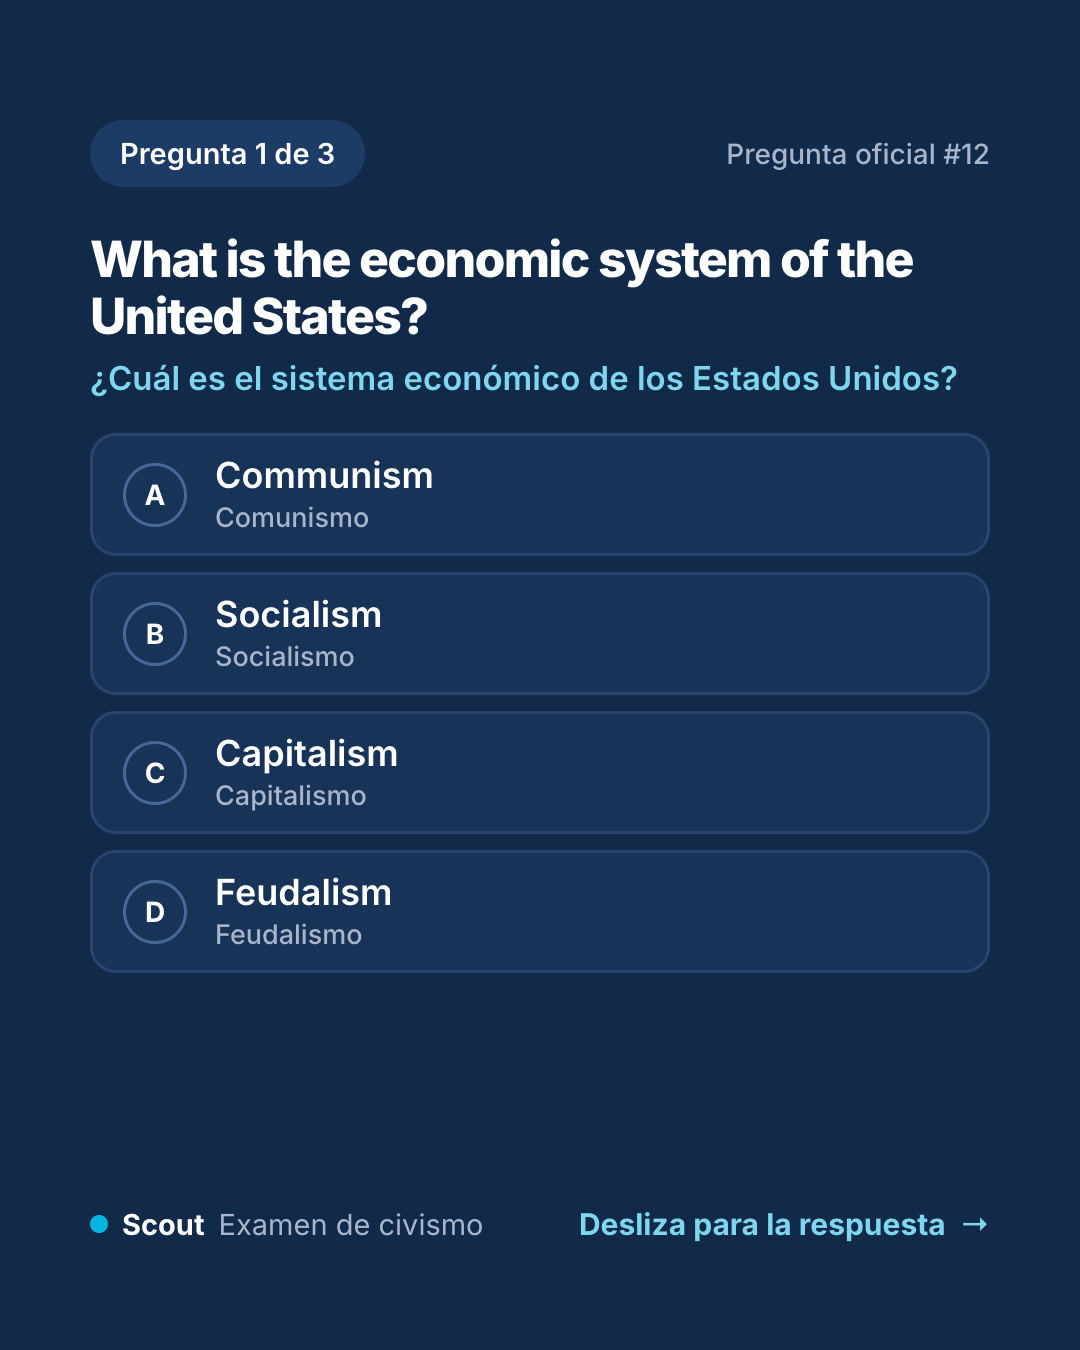 Pregunta 1 de 3
Pregunta oficial #12
What is the economic system of the
United States?
¿Cuál es el sistema económico de los Estados Unidos?
A
Communism
Comunismo
B
Socialism
Socialismo
C
Capitalism
Capitalismo
D
Feudalism
Feudalismo
Scout Examen de civismo
Desliza para la respuesta →